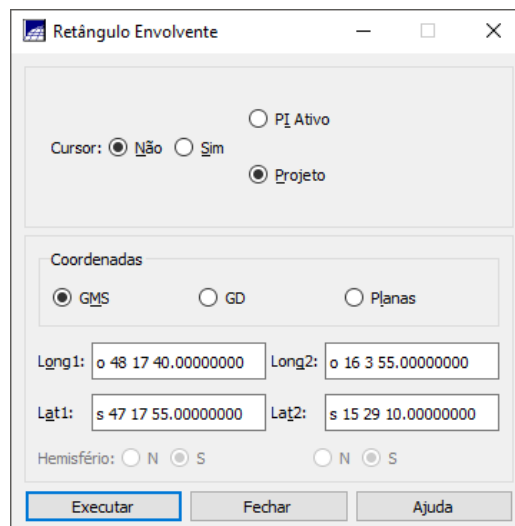 Retângulo Envolvente
PI Ativo
Cursor: Não Sim
Projeto
Coordenadas
GMS GD Planas
Long1: o 48 17 40.00000000 Long2: o 16 3 55.00000000
Lat1: s 47 17 55.00000000 Lat2: s 15 29 10.00000000
Hemisfério: N S N S
Executar Fechar Ajuda